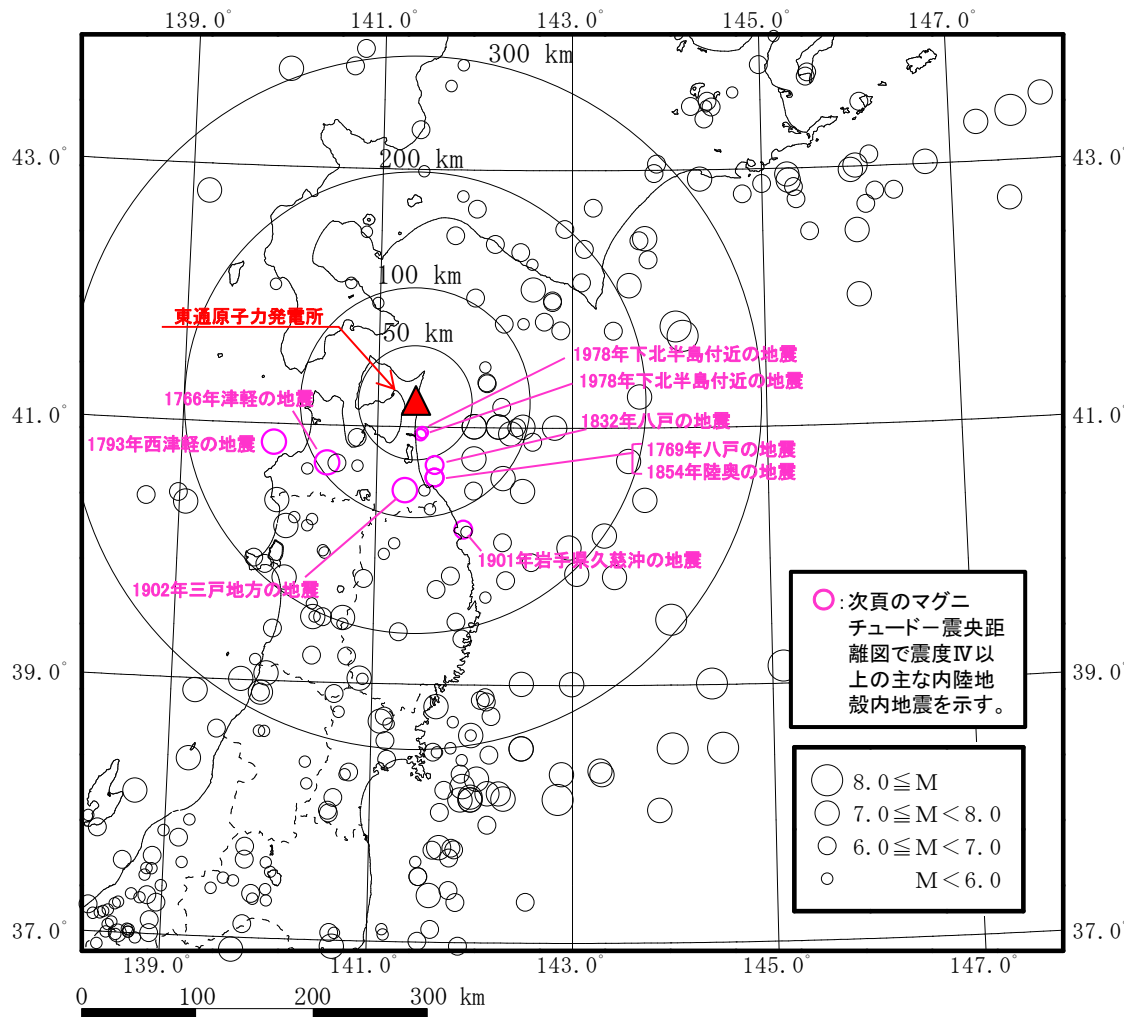 139.0°
141.0°
143.0°
145.0°
147.0°
300 km
43.0°
43.0°
200 km
100 km
東通原子力発電所
50 km
1978年下北半島付近の地震
1978年下北半島付近の地震
1766年津軽の地震
41.0°
41.0°
1832年八戸の地震
1793年西津軽の地震
1769年八戸の地震
1854年陸奥の地震
1901年岩手県久慈沖の地震
1902年三戸地方の地震
○:次頁のマグニ
チュードー震央距
離図で震度Ⅳ以
上の主な内陸地
殻内地震を示す。
39.0°
39.0°
8.0≦M
7.0≦M<8.0
6.0≦M<7.0
M<6.0
37.0°
37.0°
139.0°
141.0°
143.0°
145.0°
147.0°
0 100 200 300 km